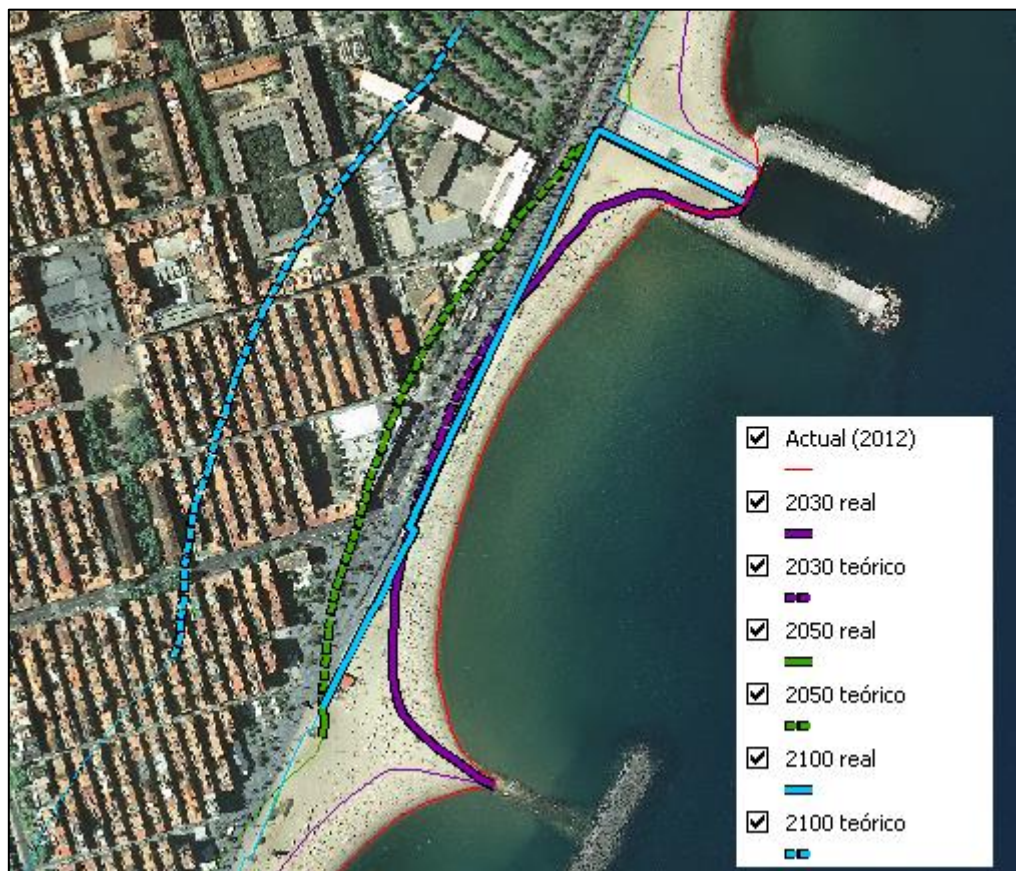 Actual (2012)
2030 real
2030 teórico
2050 real
2050 teórico
2100 real
2100 teórico